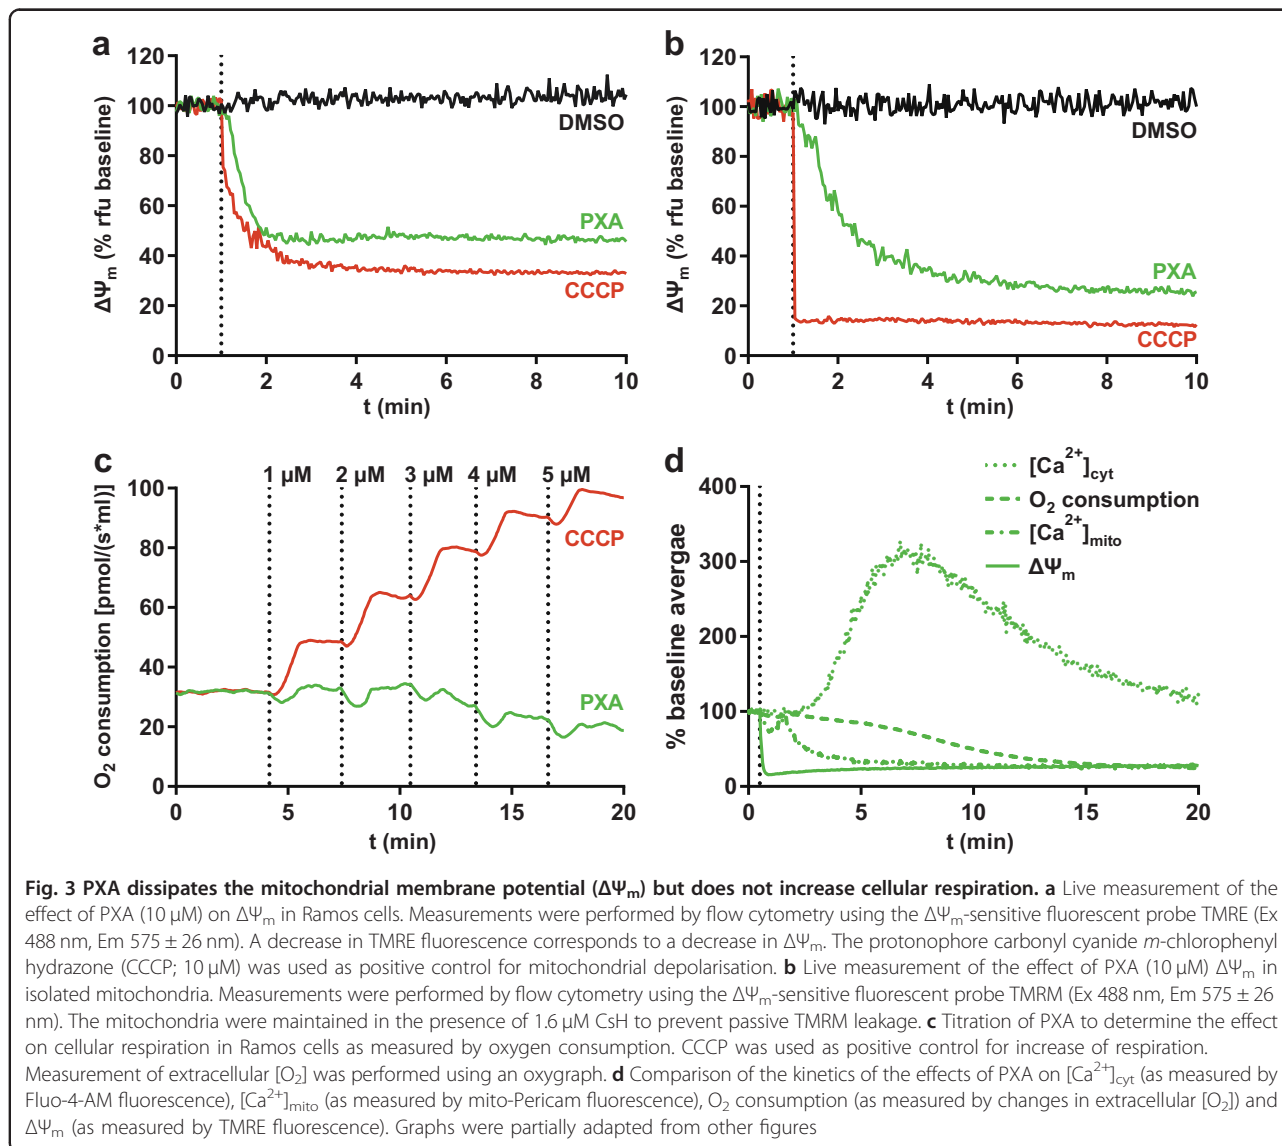 a
120
100
80
60
40
20
0
ΔΨm (% rfu baseline)
DMSO
PXA
CCCP
0 2 4 6 8 10
t (min)
b
120
100
80
60
40
20
0
ΔΨm (% rfu baseline)
DMSO
PXA
CCCP
0 2 4 6 8 10
t (min)
c
1 µM 2 µM 3 µM 4 µM 5 µM
100
80
60
40
20
0
O2 consumption [pmol/(s*ml)]
CCCP
PXA
0 5 10 15 20
t (min)
d
[Ca2+]cyt
O2 consumption
[Ca2+]mito
ΔΨm
400
300
200
100
0
% baseline avergae
0 5 10 15 20
t (min)
Fig. 3 PXA dissipates the mitochondrial membrane potential (ΔΨm) but does not increase cellular respiration. a Live measurement of the
effect of PXA (10 µM) on ΔΨm in Ramos cells. Measurements were performed by flow cytometry using the ΔΨm-sensitive fluorescent probe TMRE (Ex
488 nm, Em 575 ± 26 nm). A decrease in TMRE fluorescence corresponds to a decrease in ΔΨm. The protonophore carbonyl cyanide m-chlorophenyl
hydrazone (CCCP; 10 µM) was used as positive control for mitochondrial depolarisation. b Live measurement of the effect of PXA (10 µM) ΔΨm in
isolated mitochondria. Measurements were performed by flow cytometry using the ΔΨm-sensitive fluorescent probe TMRM (Ex 488 nm, Em 575 ± 26
nm). The mitochondria were maintained in the presence of 1.6 µM CsH to prevent passive TMRM leakage. c Titration of PXA to determine the effect
on cellular respiration in Ramos cells as measured by oxygen consumption. CCCP was used as positive control for increase of respiration.
Measurement of extracellular [O2] was performed using an oxygraph. d Comparison of the kinetics of the effects of PXA on [Ca2+]cyt (as measured by
Fluo-4-AM fluorescence), [Ca2+]mito (as measured by mito-Pericam fluorescence), O2 consumption (as measured by changes in extracellular [O2]) and
ΔΨm (as measured by TMRE fluorescence). Graphs were partially adapted from other figures